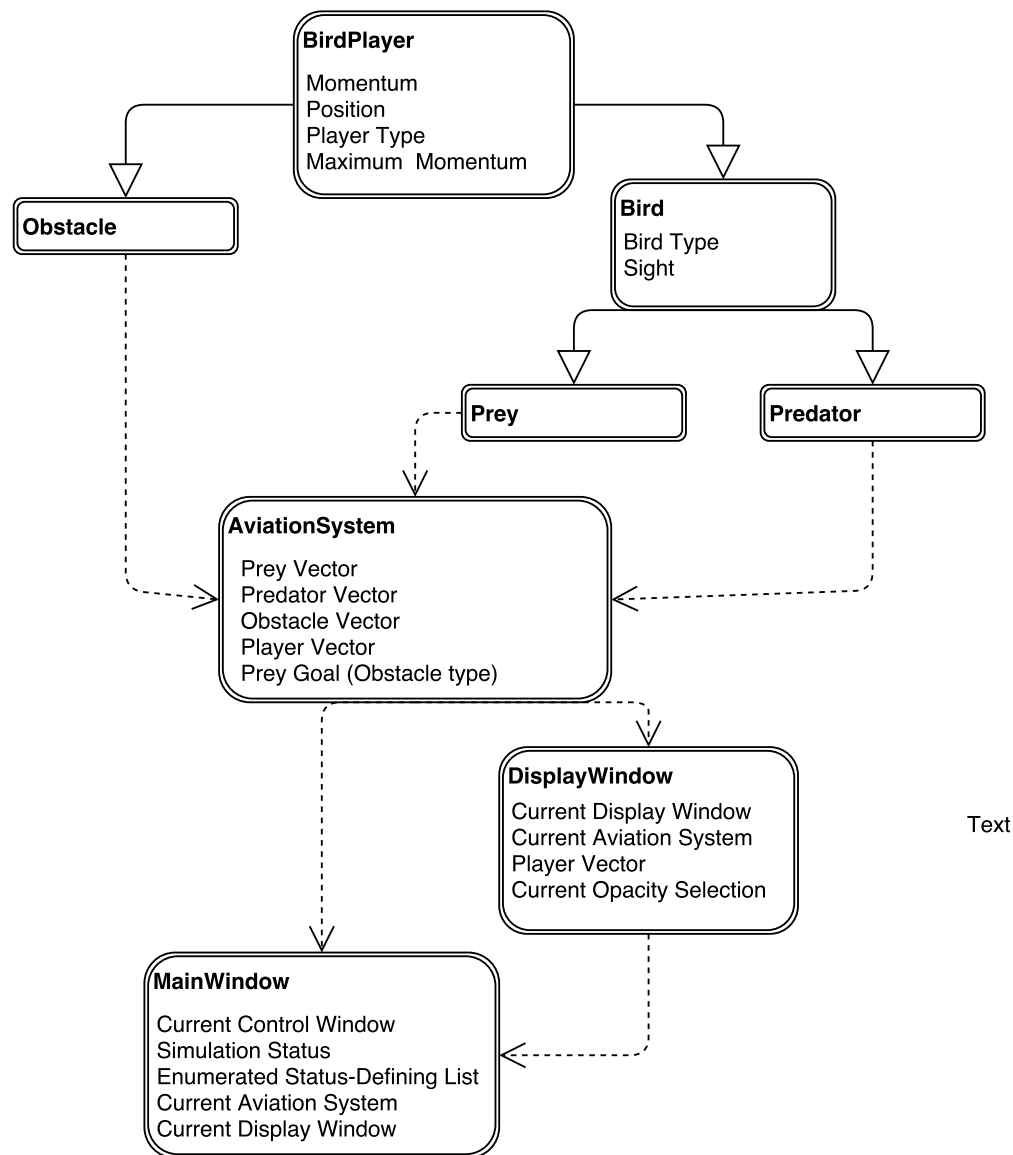 BirdPlayer
Momentum
Position
Player Type
Maximum  Momentum
Obstacle
Bird
Bird Type
Sight
Prey
Predator
AviationSystem
Prey Vector
Predator Vector
Obstacle Vector
Player Vector
Prey Goal (Obstacle type)
DisplayWindow
Current Display Window
Current Aviation System
Player Vector
Current Opacity Selection
Text
MainWindow
Current Control Window
Simulation Status
Enumerated Status-Defining List
Current Aviation System
Current Display Window